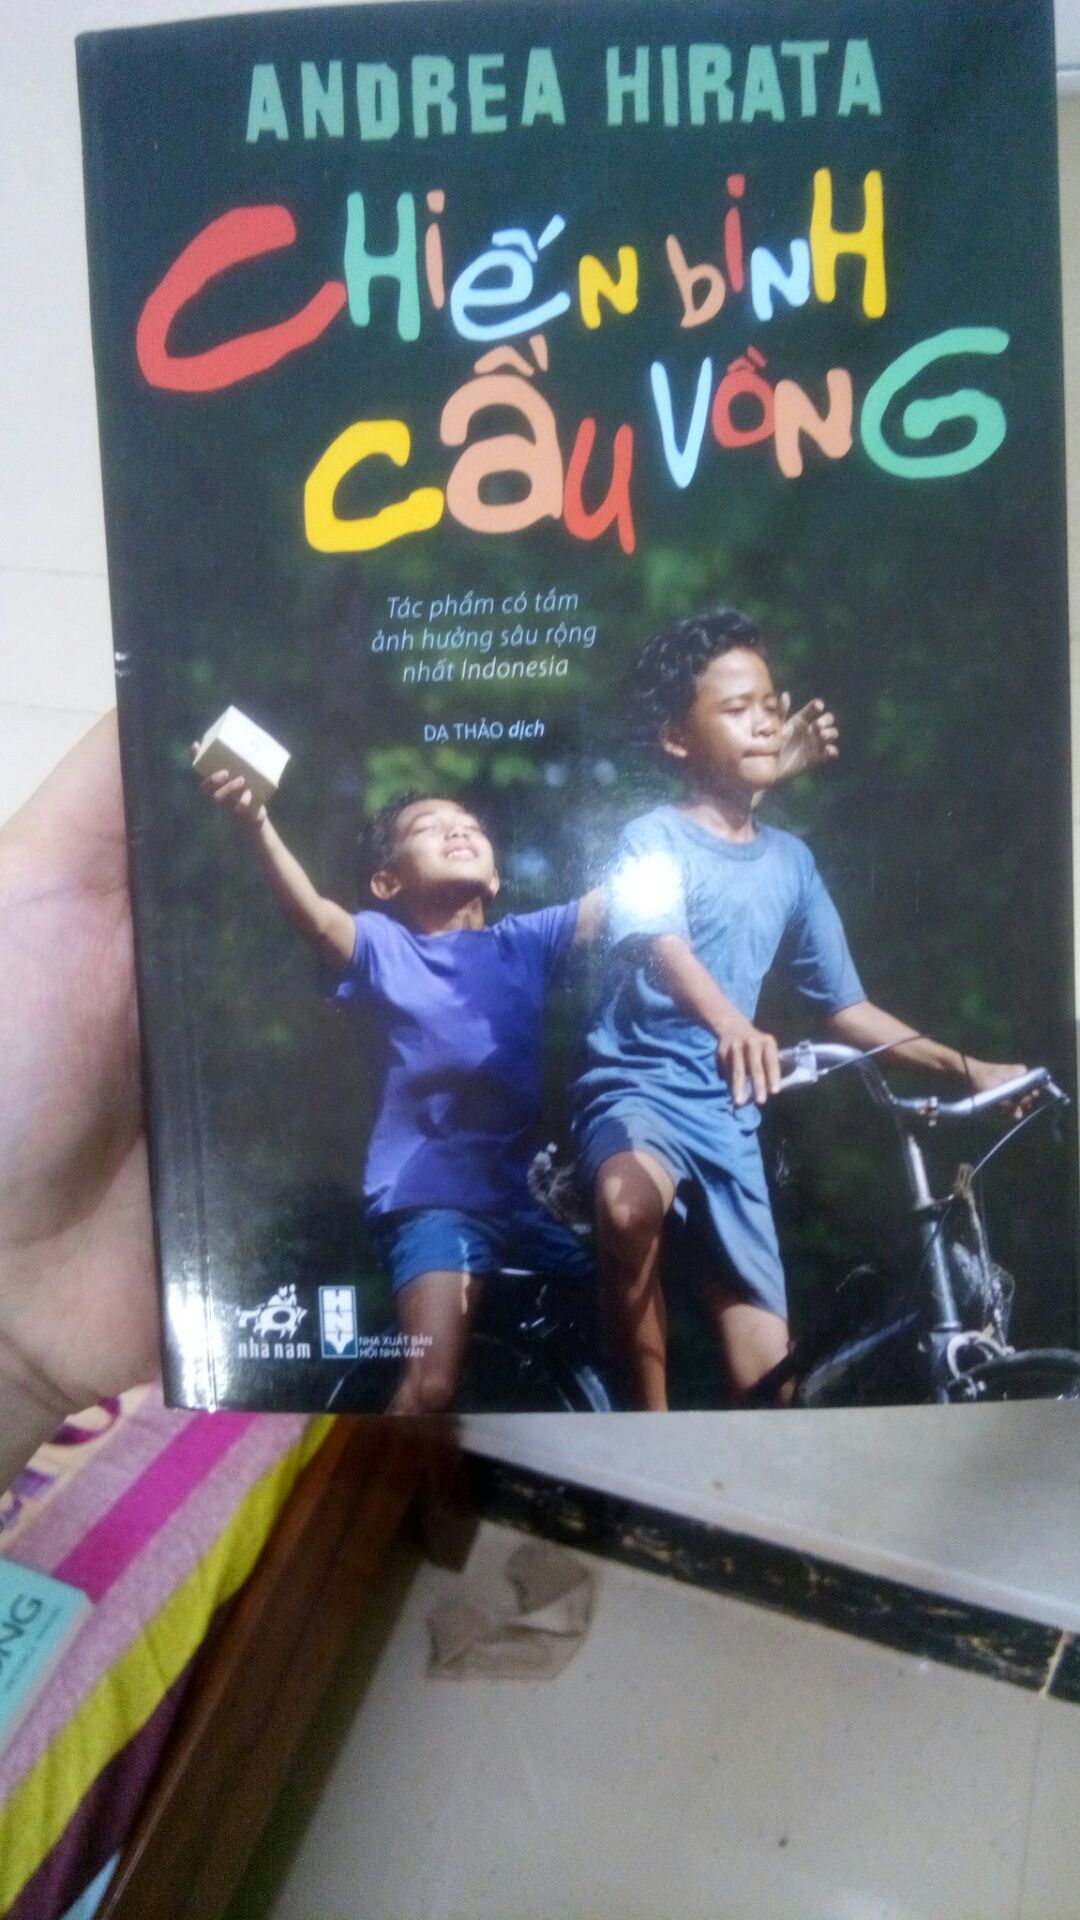 ANDREA HIRATA
CHiẾN biNH
CẦU VỒNG
Tác phẩm có tầm
ảnh hưởng sâu rộng
nhất Indonesia
DẠ THẢO dịch
nhã nam
HNV
NHÀ XUẤT BẢN
HỘI NHÀ VĂN